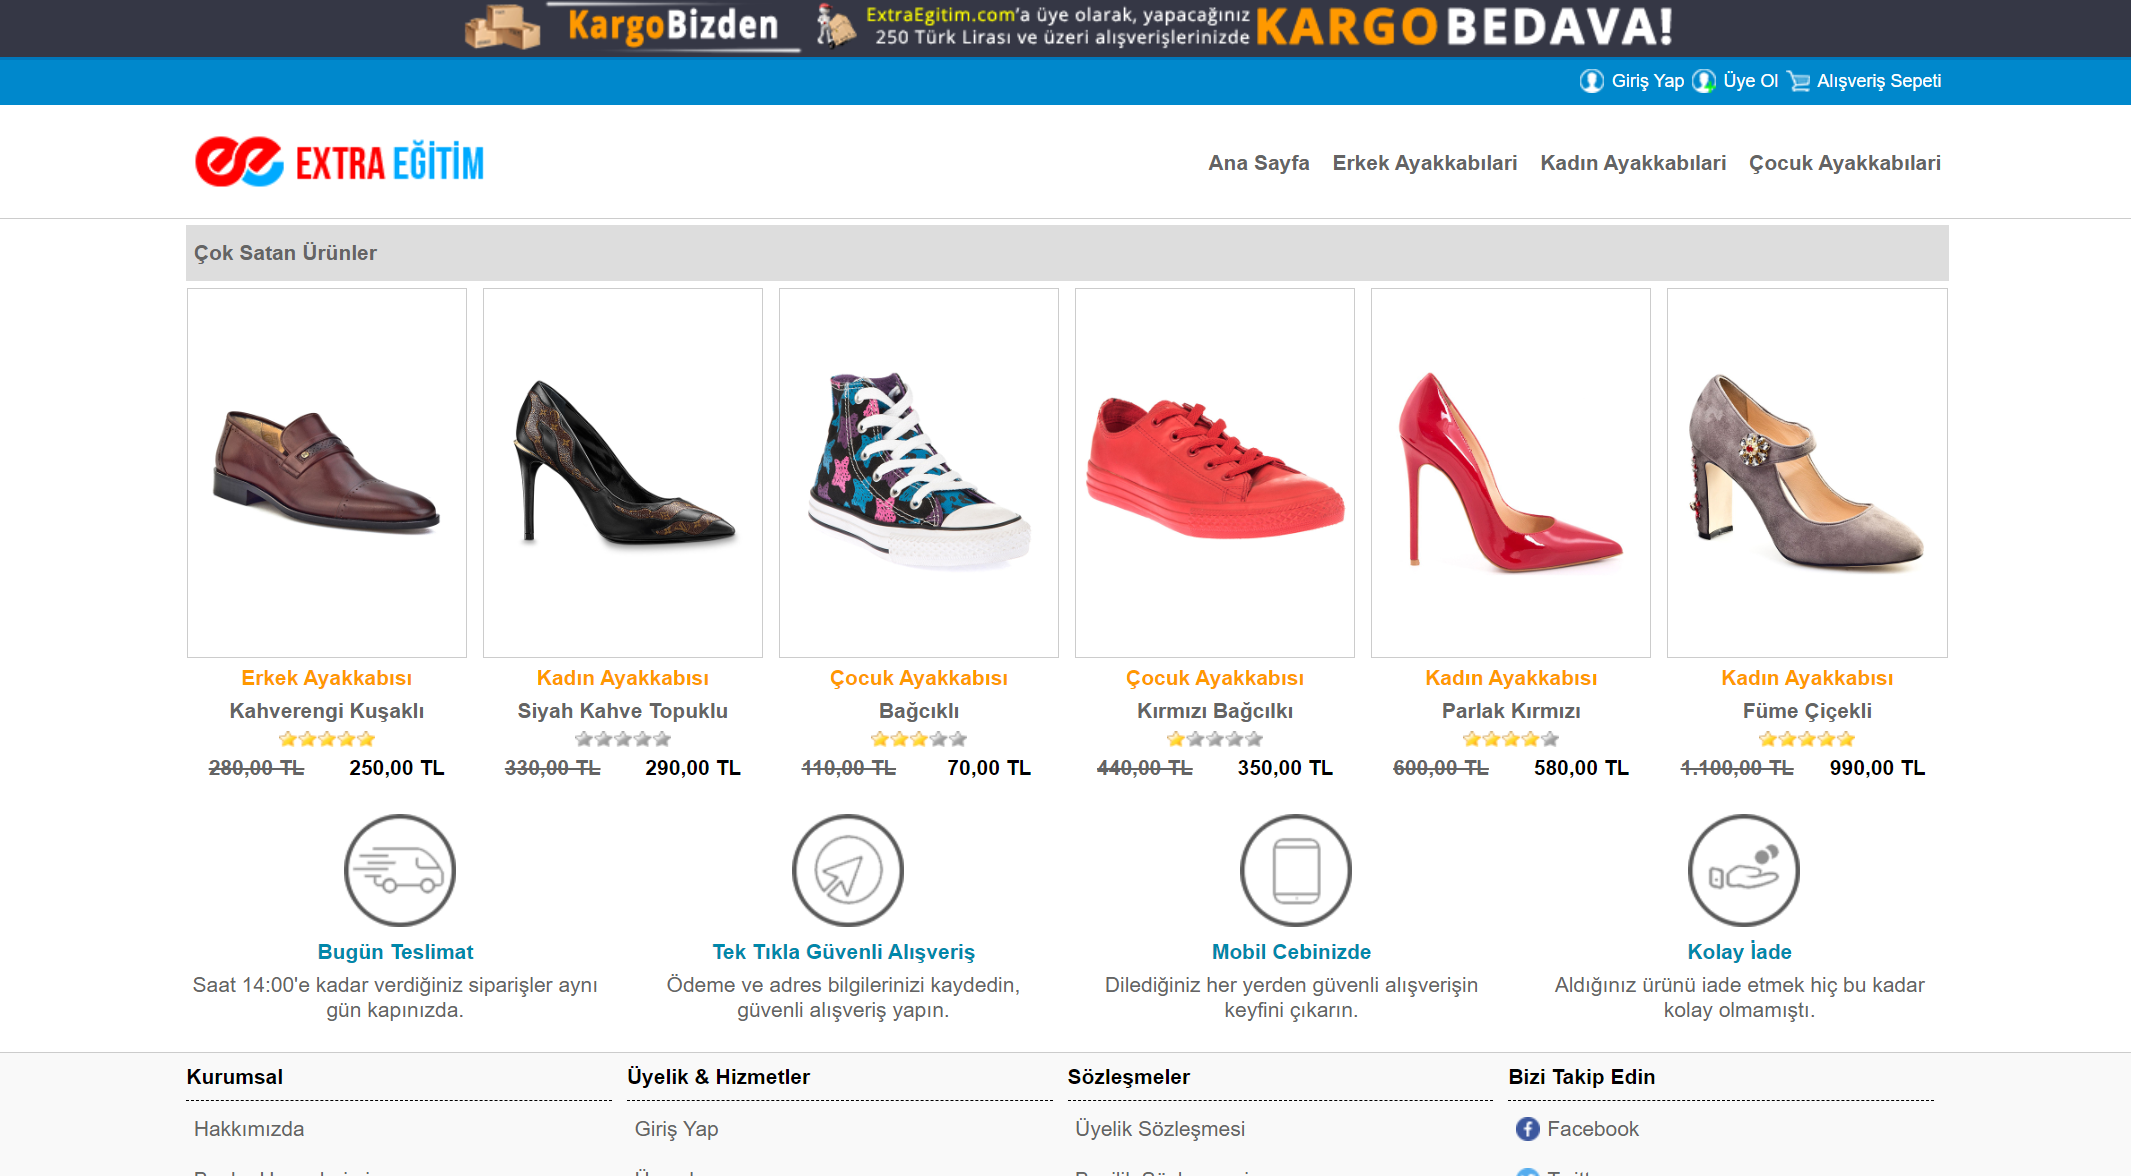 KargoBizden
ExtraEgitim.com'a üye olarak, yapacağınız
250 Türk Lirası ve üzeri alışverişlerinizde
KARGO BEDAVA!
Giriş Yap Üye Ol Alışveriş Sepeti
EXTRA EĞİTİM
Ana Sayfa Erkek Ayakkabılari Kadın Ayakkabılari Çocuk Ayakkabılari
Çok Satan Ürünler
Erkek Ayakkabısı
Kahverengi Kuşaklı
280,00 TL 250,00 TL
Kadın Ayakkabısı
Siyah Kahve Topuklu
330,00 TL 290,00 TL
Çocuk Ayakkabısı
Bağcıklı
110,00 TL 70,00 TL
Çocuk Ayakkabısı
Kırmızı Bağcılkı
440,00 TL 350,00 TL
Kadın Ayakkabısı
Parlak Kırmızı
600,00 TL 580,00 TL
Kadın Ayakkabısı
Füme Çiçekli
1.100,00 TL 990,00 TL
Bugün Teslimat
Saat 14:00'e kadar verdiğiniz siparişler aynı
gün kapınızda.
Tek Tıkla Güvenli Alışveriş
Ödeme ve adres bilgilerinizi kaydedin,
güvenli alışveriş yapın.
Mobil Cebinizde
Dilediğiniz her yerden güvenli alışverişin
keyfini çıkarın.
Kolay İade
Aldığınız ürünü iade etmek hiç bu kadar
kolay olmamıştı.
Kurumsal
Hakkımızda
Üyelik & Hizmetler
Giriş Yap
Sözleşmeler
Üyelik Sözleşmesi
Bizi Takip Edin
Facebook